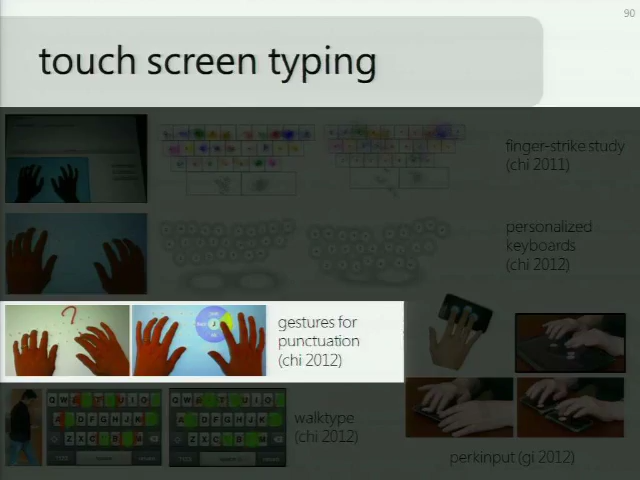 90
touch screen typing
finger-strike study
(chi 2011)
personalized
keyboards
(chi 2012)
gestures for
punctuation
(chi 2012)
walktype
(chi 2012)
perkinput (gi 2012)